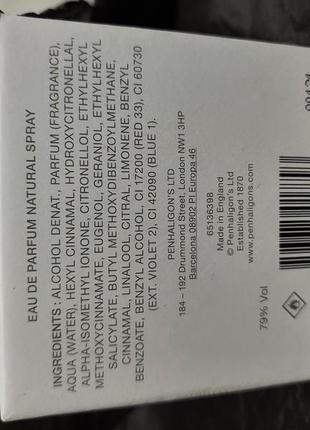 EAU DE PARFUM NATURAL SPRAY
INGREDIENTS: ALCOHOL DENAT., PARFUM (FRAGRANCE),
AQUA (WATER), HEXYL CINNAMAL, HYDROXYCITRONELLAL,
ALPHA-ISOMETHYL IONONE, CITRONELLOL, ETHYLHEXYL
METHOXYCINNAMATE, EUGENOL, GERANIOL, ETHYLHEXYL
SALICYLATE, BUTYL METHOXYDIBENZOYLMETHANE,
CINNAMAL, LINALOOL, CITRAL, LIMONENE, BENZYL
BENZOATE, BENZYL ALCOHOL, CI 17200 (RED 33), CI 60730
(EXT. VIOLET 2), CI 42090 (BLUE 1).
PENHALIGON'S LTD
184 – 192 Drummond Street, London NW1 3HP
Barcelona 08902 Pl Europa 46
65136398
Made in England
© Penhaligon's Ltd
Established 1870
www.penhaligons.com
79% Vol